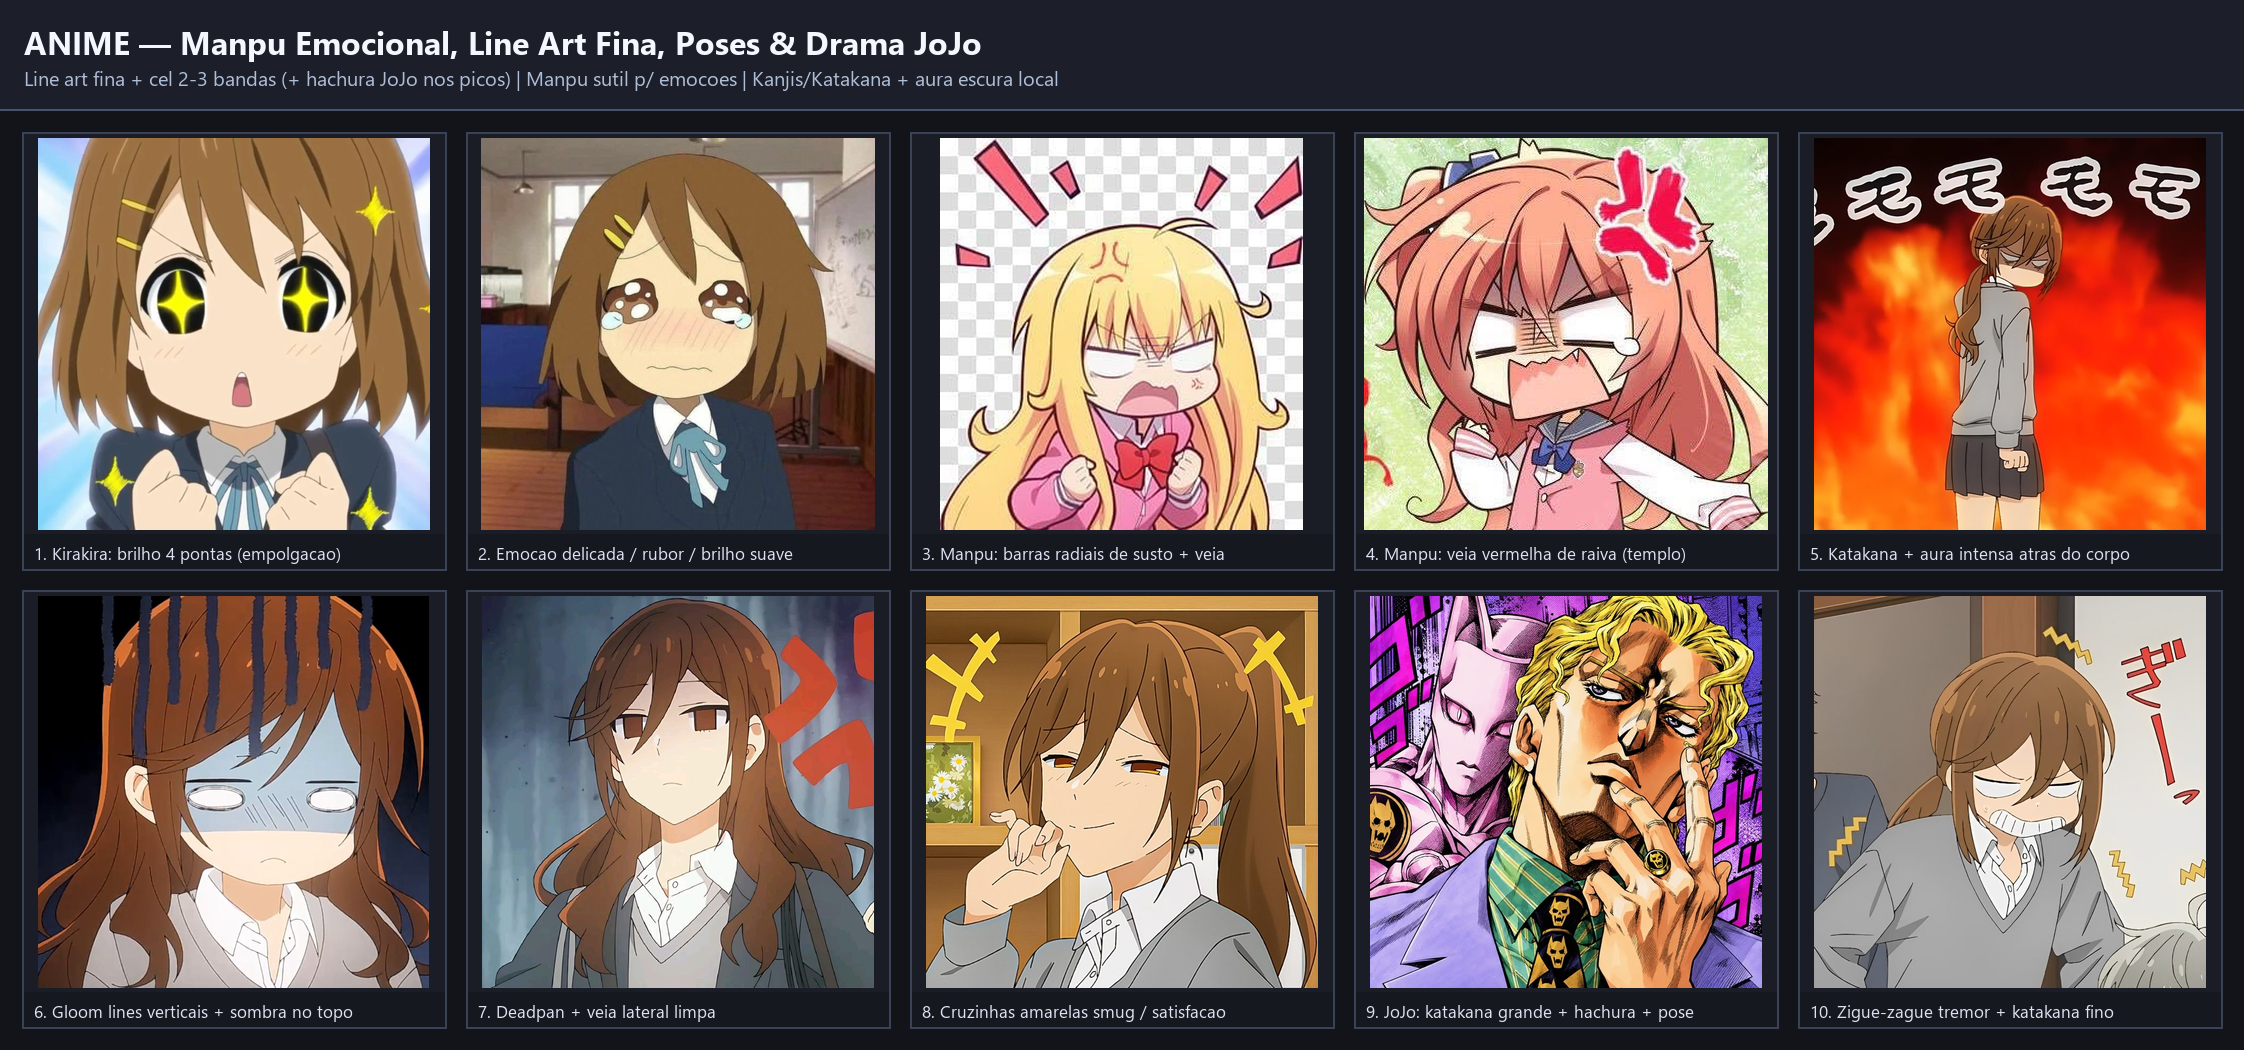 ANIME — Manpu Emocional, Line Art Fina, Poses & Drama JoJo
Line art fina + cel 2-3 bandas (+ hachura JoJo nos picos) | Manpu sutil p/ emocoes | Kanjis/Katakana + aura escura local
1. Kirakira: brilho 4 pontas (empolgacao)
2. Emocao delicada / rubor / brilho suave
3. Manpu: barras radiais de susto + veia
4. Manpu: veia vermelha de raiva (templo)
5. Katakana + aura intensa atras do corpo
ぎーっ
6. Gloom lines verticais + sombra no topo
7. Deadpan + veia lateral limpa
8. Cruzinhas amarelas smug / satisfacao
9. JoJo: katakana grande + hachura + pose
10. Zigue-zague tremor + katakana fino